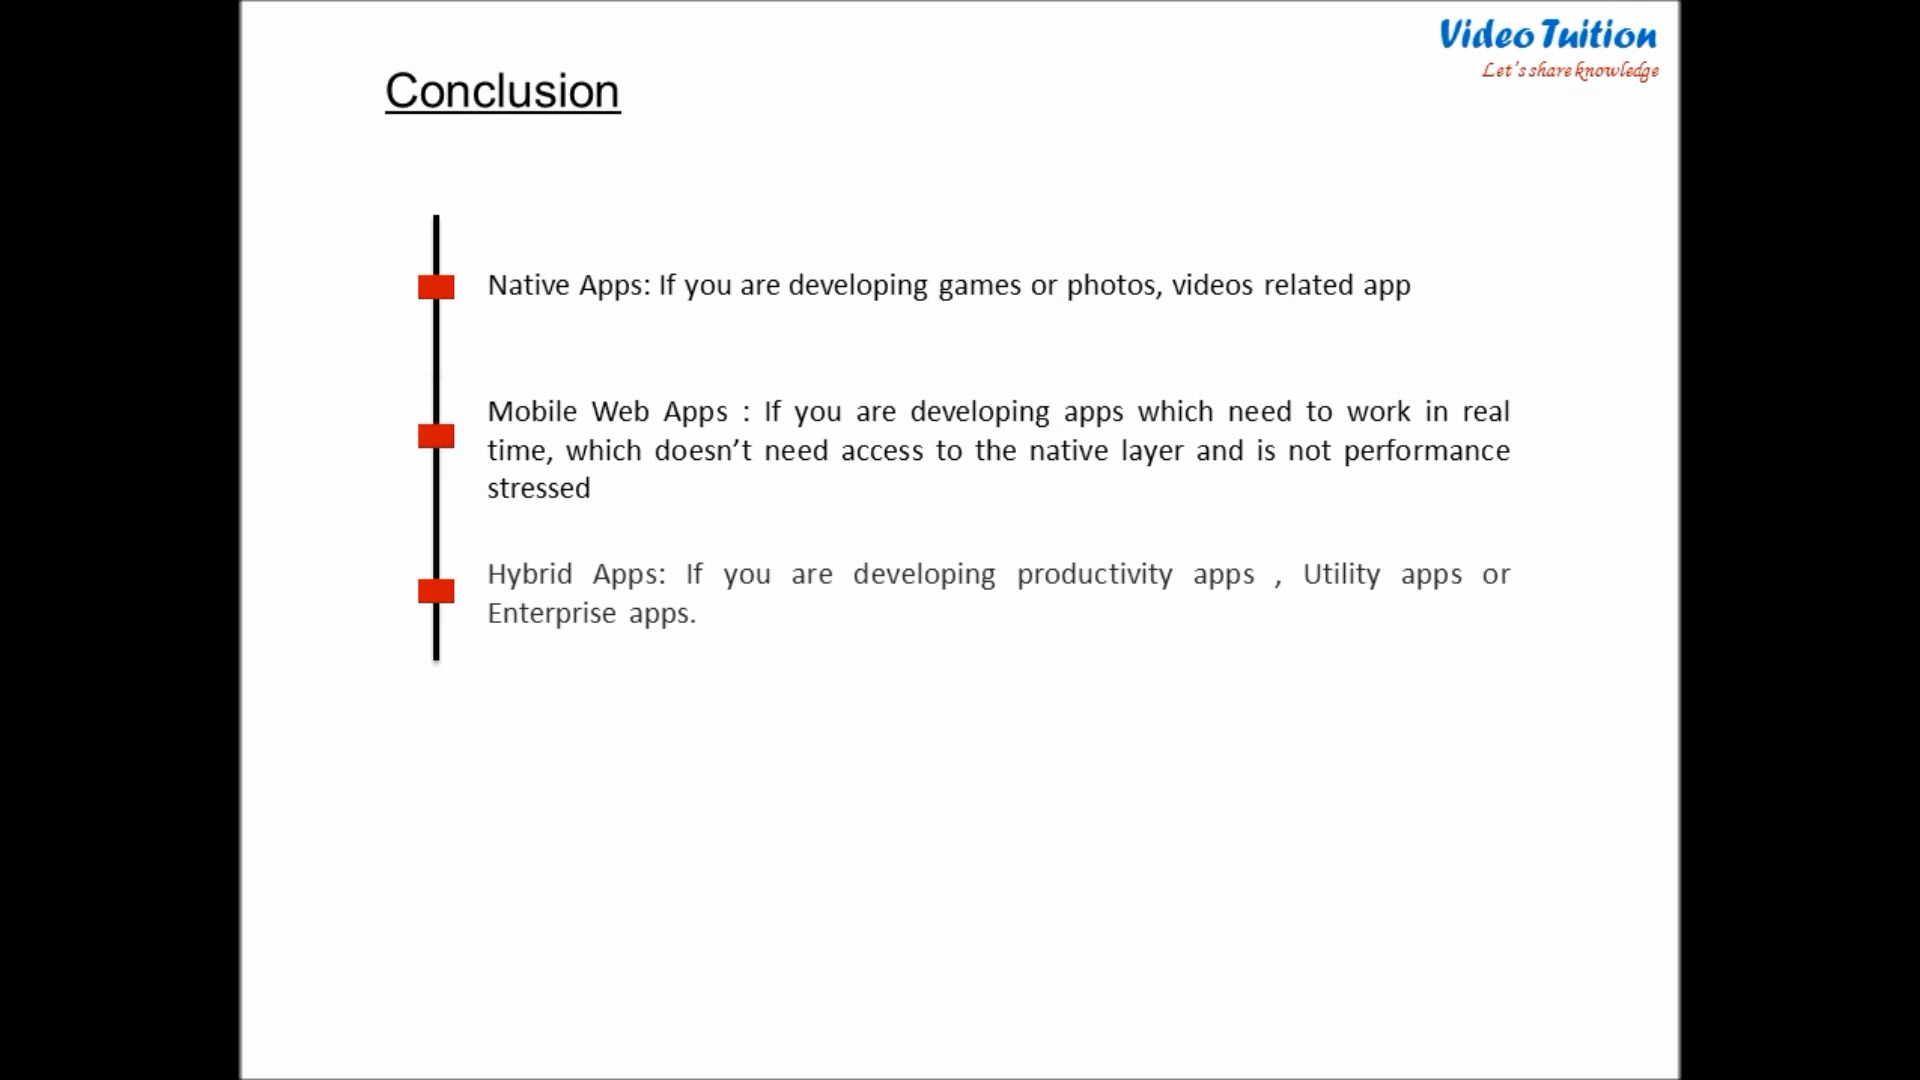 Video Tuition
Let's share knowledge
Conclusion
Native Apps: If you are developing games or photos, videos related app
Mobile Web Apps : If you are developing apps which need to work in real
time, which doesn’t need access to the native layer and is not performance
stressed
Hybrid Apps: If you are developing productivity apps , Utility apps or
Enterprise apps.